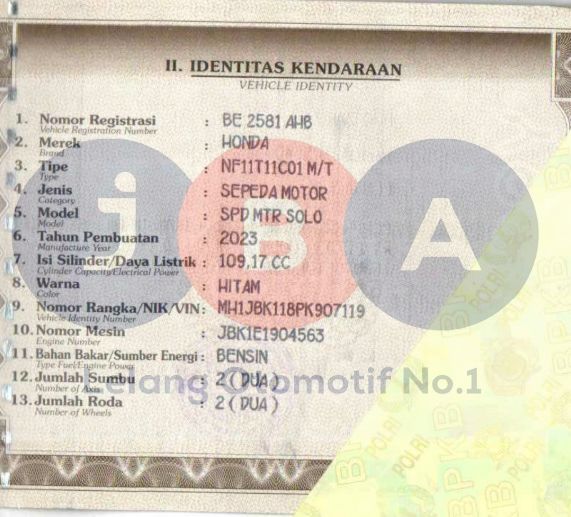 II. IDENTITAS KENDARAAN
VEHICLE IDENTITY
1. Nomor Registrasi : BE 2581 AHB
Vehicle Registration Number
2. Merek : HONDA
Brand
3. Tipe : NF11T11C01 M/T
Type
4. Jenis : SEPEDA MOTOR
Category
5. Model : SPD MTR SOLO
Model
6. Tahun Pembuatan : 2023
Manufacture Year
7. Isi Silinder/Daya Listrik : 109,17 CC
Cylinder Capacity/Electrical Power
8. Warna : HITAM
Color
9. Nomor Rangka/NIK/VIN : MH1JBK118PK907119
Vehicle Identity Number
10. Nomor Mesin : JBK1E1904563
Engine Number
11. Bahan Bakar/Sumber Energi : BENSIN
Type Fuel/Engine Power
12. Jumlah Sumbu : 2 ( DUA )
Number of Axis
13. Jumlah Roda : 2 ( DUA )
Number of Wheels
iBA
Lelang Otomotif No.1
POLRI
BPKB